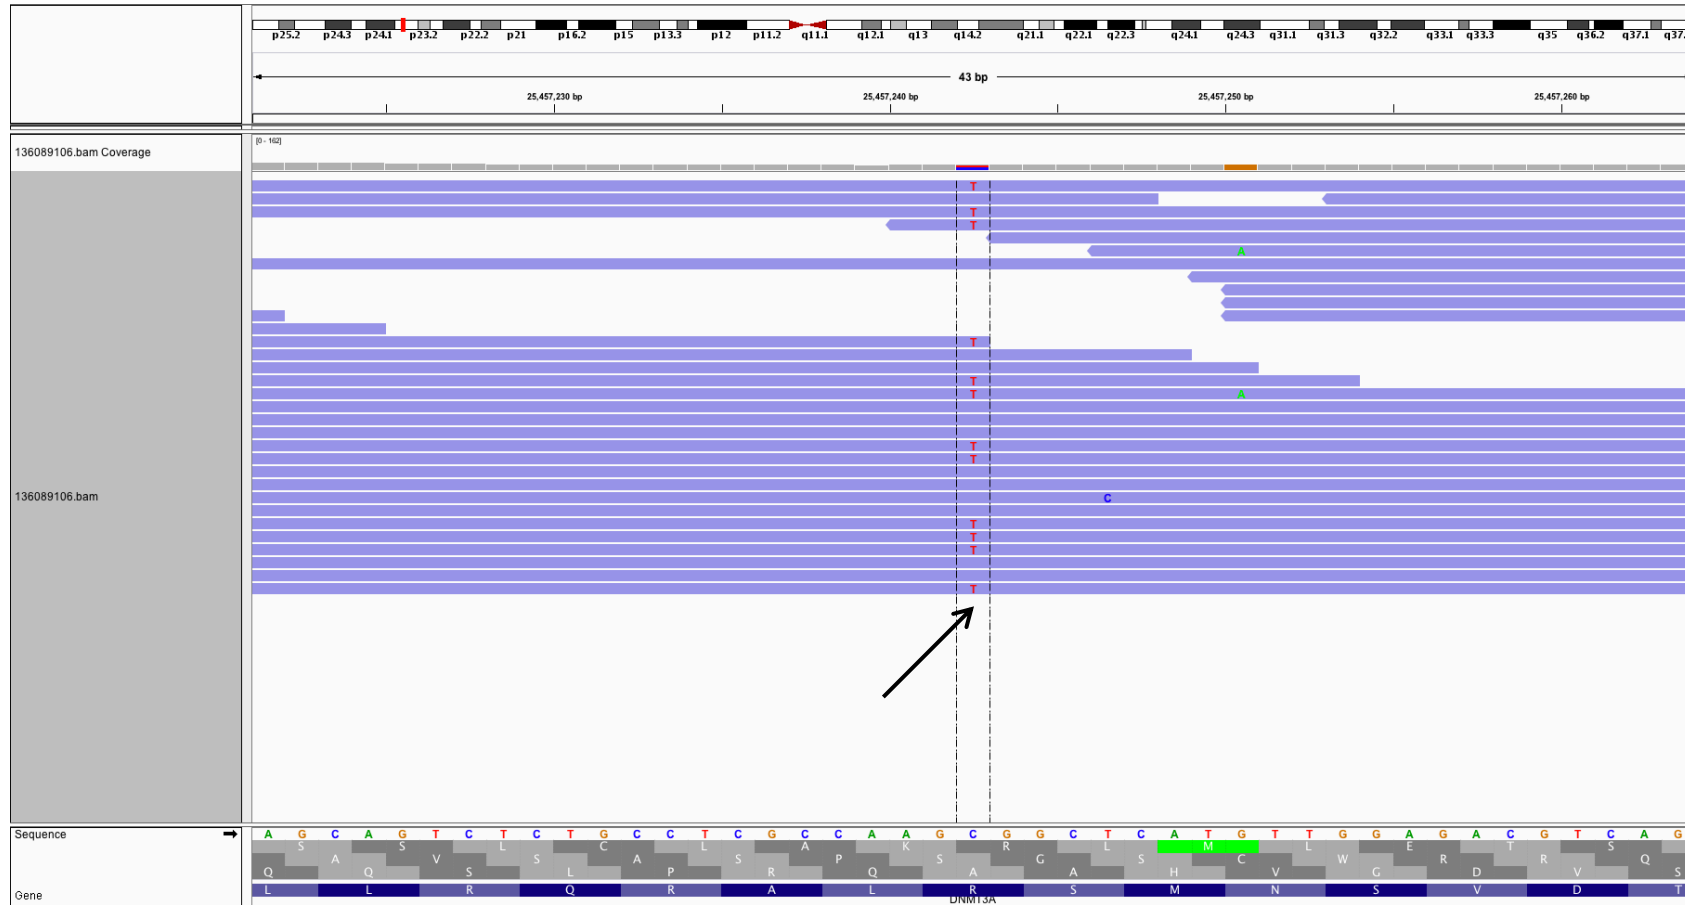 p25.2 p24.3 p24.1 p23.2 p22.2 p21 p16.2 p15 p13.3 p12 p11.2 q11.1 q12.1 q13 q14.2 q21.1 q22.1 q22.3 q24.1 q24.3 q31.1 q31.3 q32.2 q33.1 q33.3 q35 q36.2 q37.1 q37.
43 bp
25,457,230 bp 25,457,240 bp 25,457,250 bp 25,457,260 bp
[0 - 162]
136089106.bam Coverage
T
T
T
A
T
T
T A
T
T
136089106.bam
C
T
T
T
T
Sequence
A G C A G T C T C T G C C T C G C C A A G C G G C T C A T G T T G G A G A C G T C A G
S S L C L A K R L M L E T S
A V S A S P S G S C W R R Q
Q Q S L P R Q A A H V G D V S
Gene
L L R Q R A L R S M N S V D T
DNMT3A